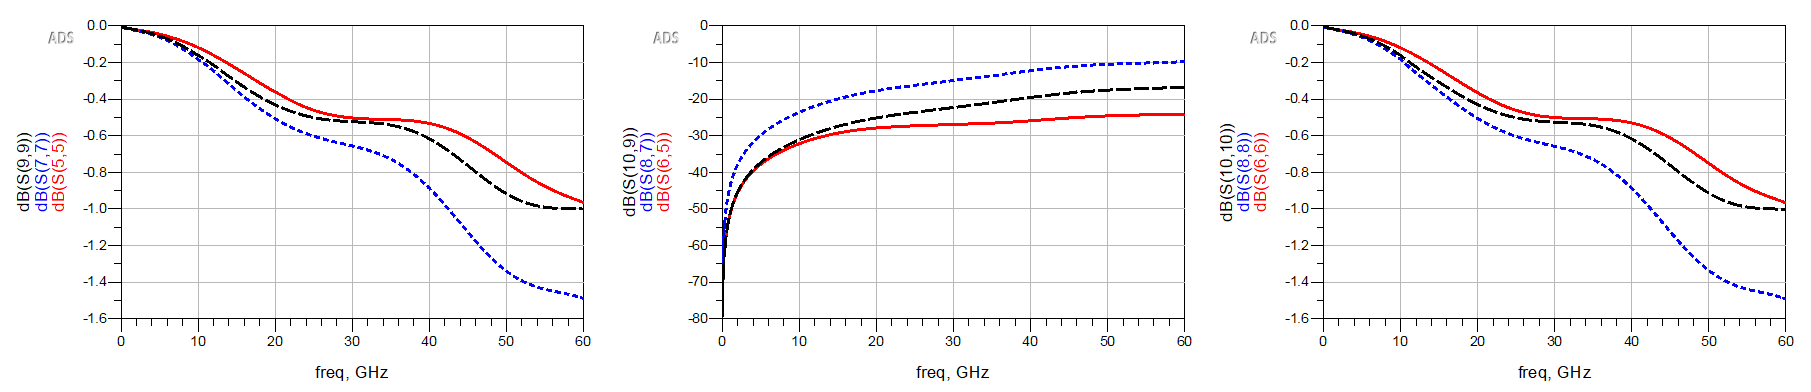 ADS
dB(S(9,9))
dB(S(7,7))
dB(S(5,5))
0.0
-0.2
-0.4
-0.6
-0.8
-1.0
-1.2
-1.4
-1.6
0 10 20 30 40 50 60
freq, GHz
ADS
dB(S(10,9))
dB(S(8,7))
dB(S(6,5))
0
-10
-20
-30
-40
-50
-60
-70
-80
0 10 20 30 40 50 60
freq, GHz
ADS
dB(S(10,10))
dB(S(8,8))
dB(S(6,6))
0.0
-0.2
-0.4
-0.6
-0.8
-1.0
-1.2
-1.4
-1.6
0 10 20 30 40 50 60
freq, GHz